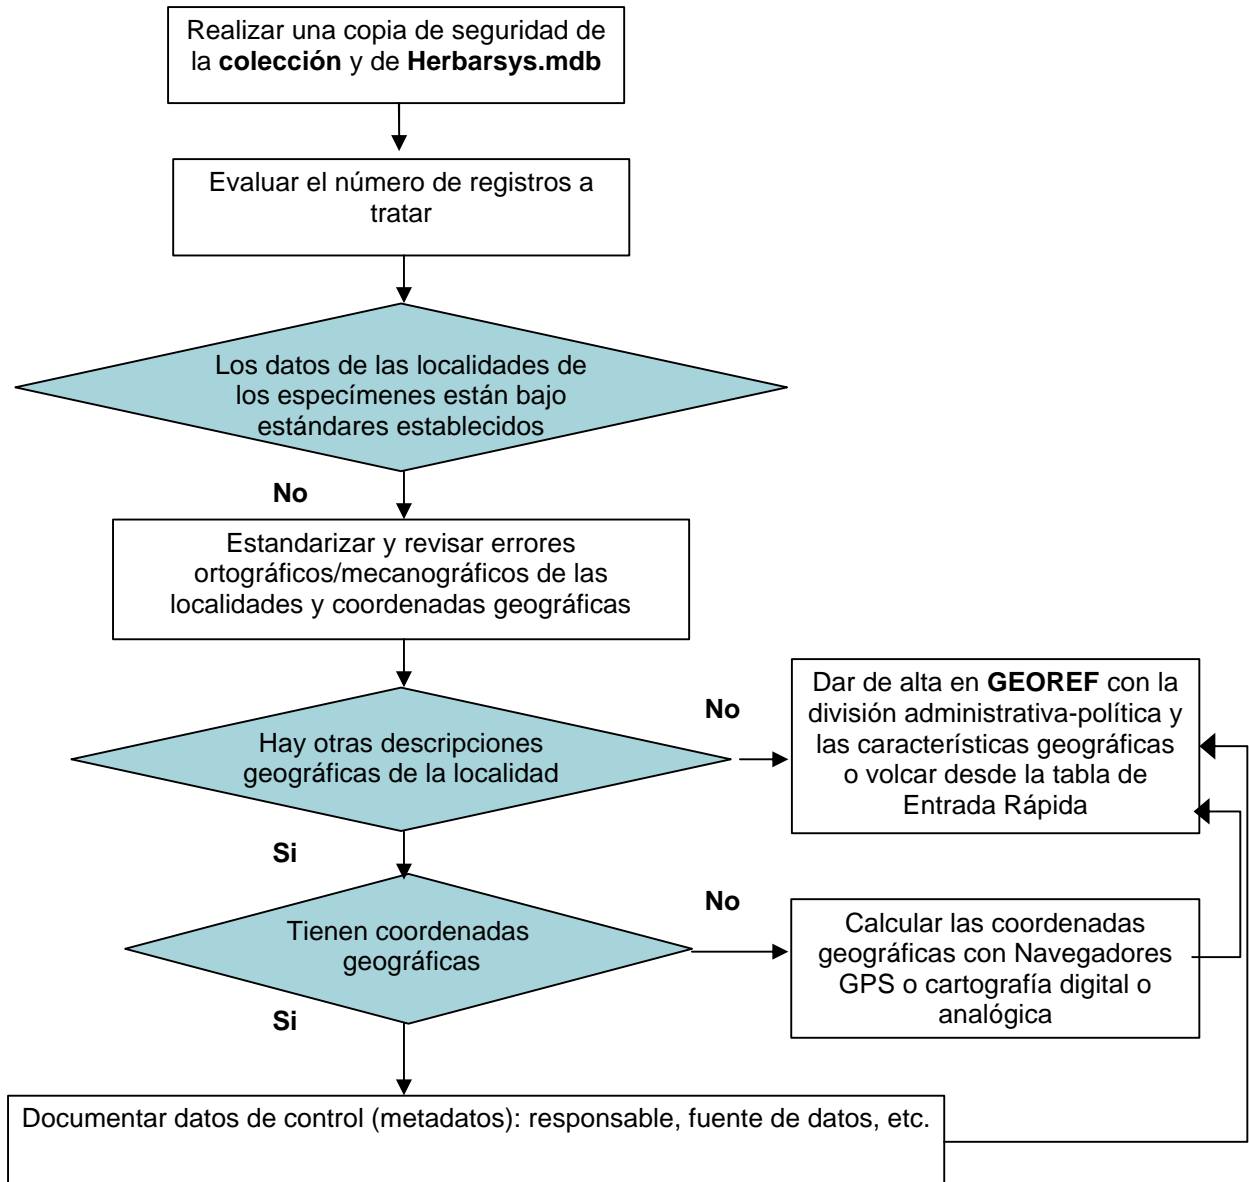 Realizar una copia de seguridad de
la colección y de Herbarsys.mdb
Evaluar el número de registros a
tratar
Los datos de las localidades de
los especímenes están bajo
estándares establecidos
No
Estandarizar y revisar errores
ortográficos/mecanográficos de las
localidades y coordenadas geográficas
Hay otras descripciones
geográficas de la localidad
No
Dar de alta en GEOREF con la
división administrativa-política y
las características geográficas
o volcar desde la tabla de
Entrada Rápida
Si
Tienen coordenadas
geográficas
No
Calcular las coordenadas
geográficas con Navegadores
GPS o cartografía digital o
analógica
Si
Documentar datos de control (metadatos): responsable, fuente de datos, etc.